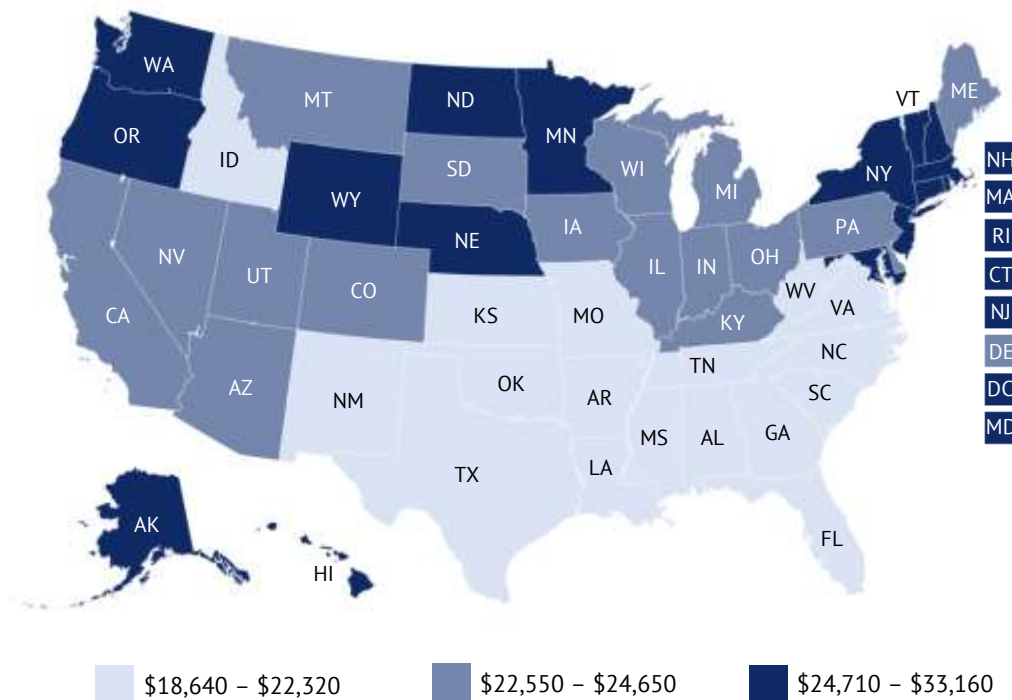 WA
MT
ND
MN
OR
ID
WY
SD
WI
MI
VT
ME
NY
NH
MA
RI
CT
NJ
DE
DC
MD
NE
IA
PA
NV
UT
CO
CA
IL
IN
OH
KY
WV
VA
KS
MO
AZ
NM
OK
AR
TN
NC
SC
MS
AL
GA
TX
LA
FL
AK
HI
$18,640 – $22,320
$22,550 – $24,650
$24,710 – $33,160